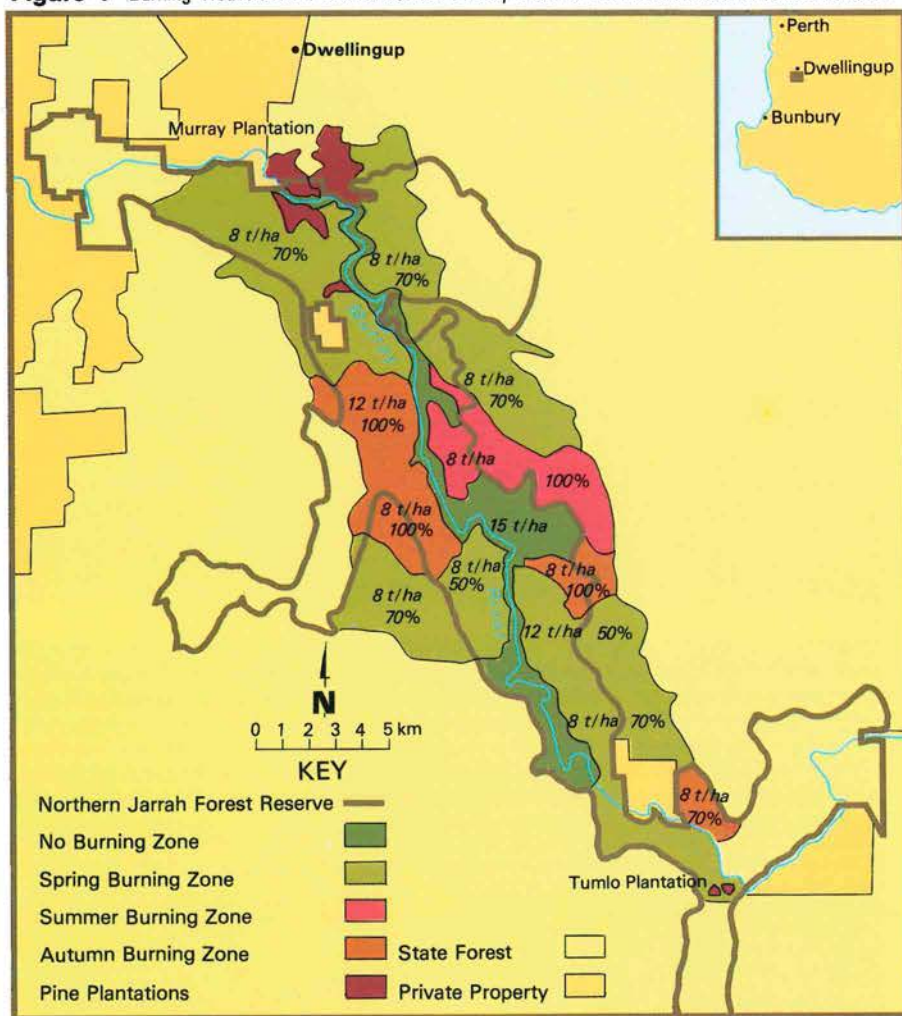 Perth
Dwellingup
Bunbury
Dwellingup
Murray Plantation
8 t/ha
70%
8 t/ha
70%
Murray
8 t/ha
70%
12 t/ha
100%
8 t/ha
100%
15 t/ha
8 t/ha
100%
8 t/ha
100%
8 t/ha
50%
8 t/ha
70%
Murray
12 t/ha 50%
8 t/ha 70%
8 t/ha
70%
N
0 1 2 3 4 5 km
Tumlo Plantation
KEY
Northern Jarrah Forest Reserve
No Burning Zone
Spring Burning Zone
Summer Burning Zone
Autumn Burning Zone
Pine Plantations
State Forest
Private Property